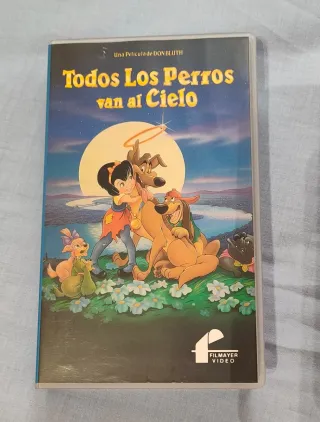 Una Película de DON BLUTH
Todos Los Perros
van al Cielo
FILMAYER
VIDEO